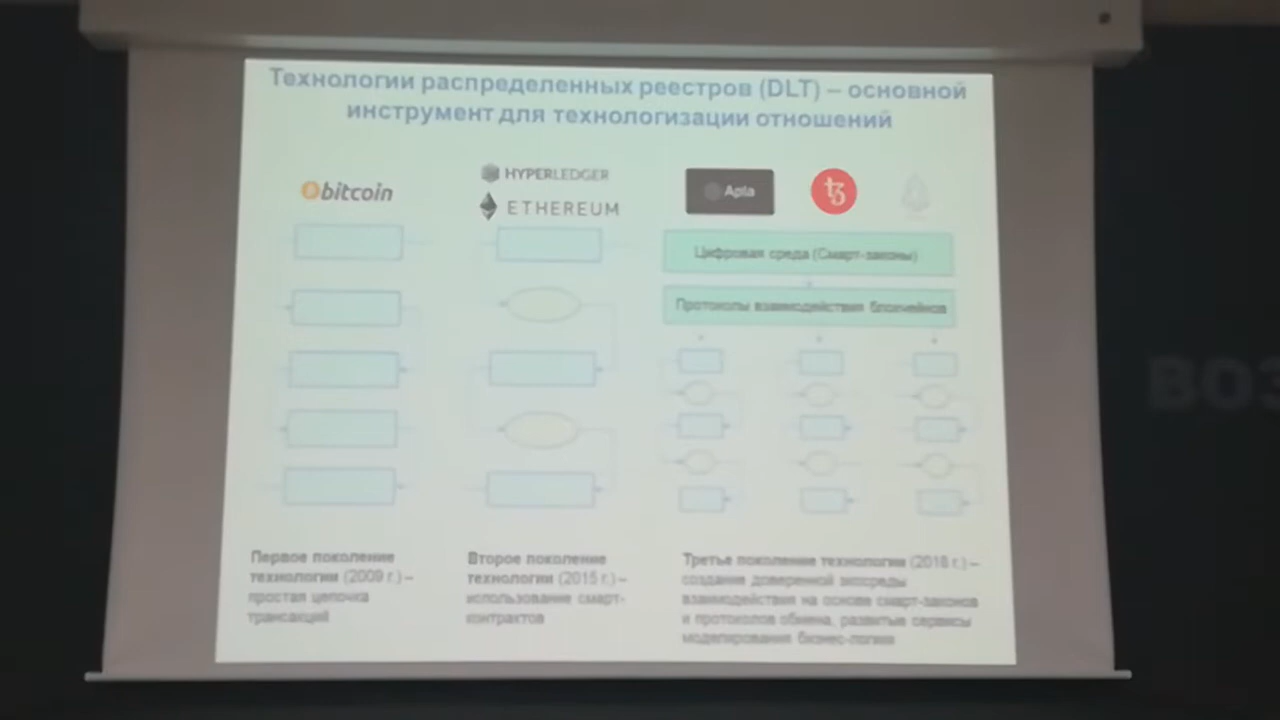 Технологии распределенных реестров (DLT) – основной
инструмент для технологизации отношений
bitcoin
HYPERLEDGER
ETHEREUM
Apla
Цифровая среда (Смарт-законы)
Протоколы взаимодействия блокчейнов
Первое поколение
технологии (2009 г.) –
простая цепочка
трансакций
Второе поколение
технологии (2015 г.) –
использование смарт-
контрактов
Третье поколение технологии (2018 г.) –
создание доверенной экосреды
взаимодействия на основе смарт-законов
и протоколов обмена, развитые сервисы
моделирования бизнес-логики
ВОЗ